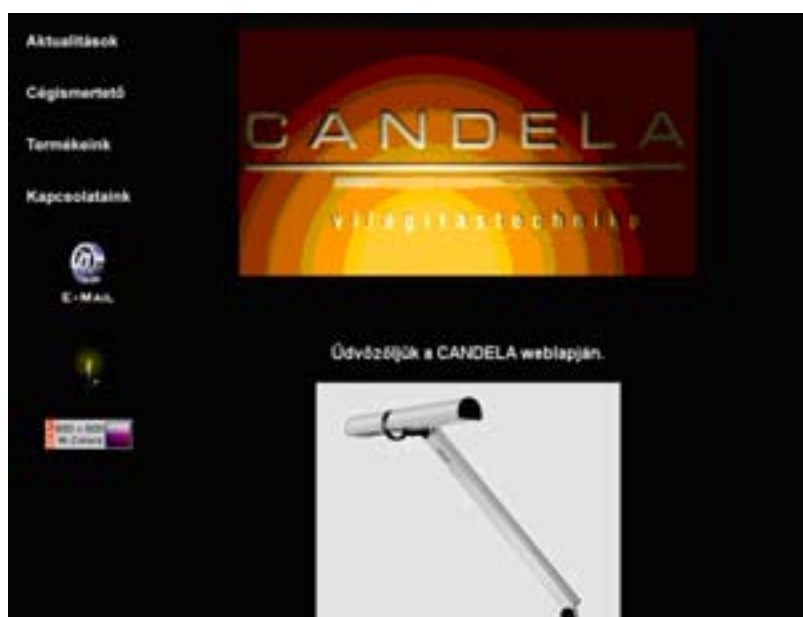 Aktualitások
Cégismertető
Termékeink
Kapcsolataink
E-MAIL
CANDELA
világítástechnika
Üdvözöljük a CANDELA weblapján.